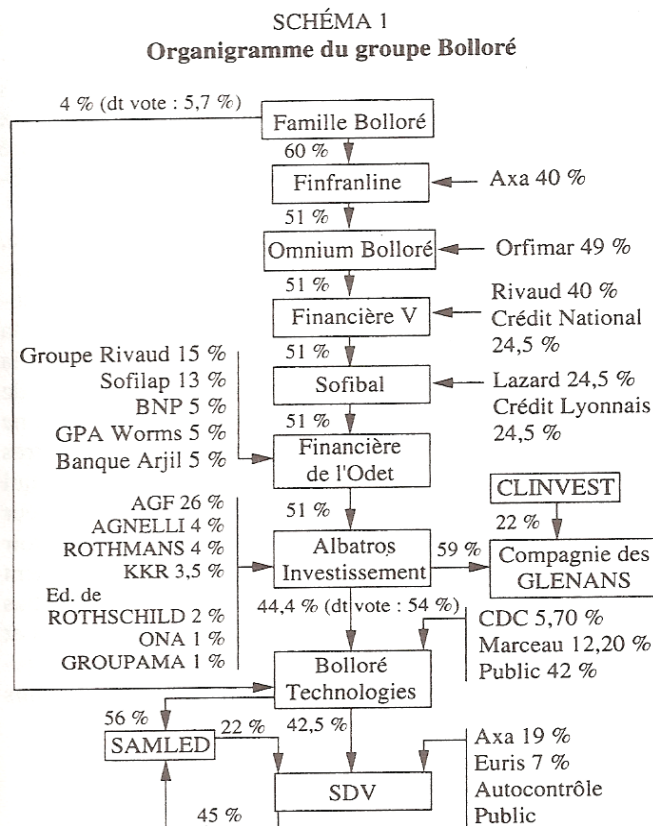 SCHÉMA 1
Organigramme du groupe Bolloré
4 % (dt vote : 5,7 %)
Famille Bolloré
60 %
Finfranline
Axa 40 %
51 %
Omnium Bolloré
Orfimar 49 %
51 %
Financière V
Rivaud 40 %
Crédit National
24,5 %
51 %
Sofibal
Lazard 24,5 %
Crédit Lyonnais
24,5 %
Groupe Rivaud 15 %
Sofilap 13 %
BNP 5 %
GPA Worms 5 %
Banque Arjil 5 %
51 %
Financière
de l'Odet
CLINVEST
22 %
51 %
AGF 26 %
AGNELLI 4 %
ROTHMANS 4 %
KKR 3,5 %
Ed. de
ROTHSCHILD 2 %
ONA 1 %
GROUPAMA 1 %
Albatros
Investissement
59 %
Compagnie des
GLENANS
44,4 % (dt vote : 54 %)
CDC 5,70 %
Marceau 12,20 %
Public 42 %
Bolloré
Technologies
56 %
SAMLED
22 %
42,5 %
SDV
Axa 19 %
Euris 7 %
Autocontrôle
Public
45 %